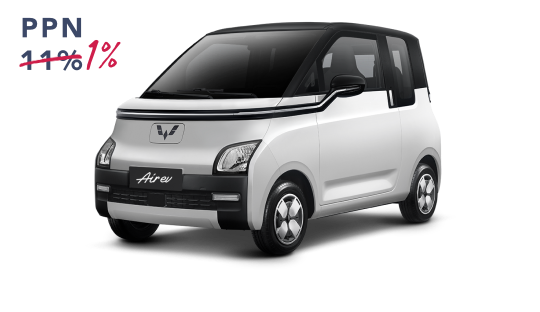 PPN
11% 1%
Air ev